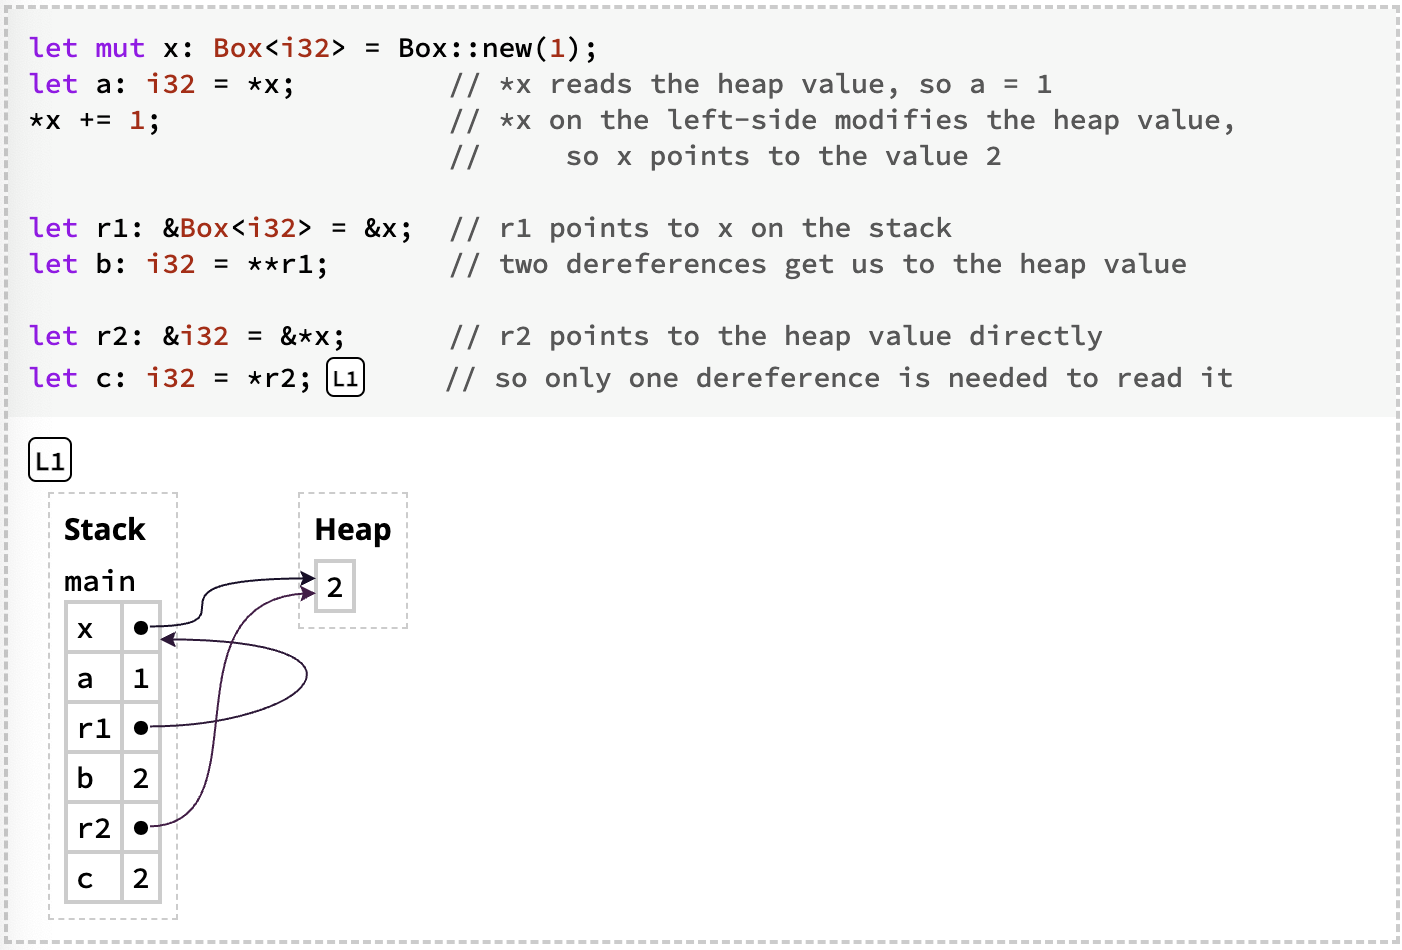 let mut x: Box<i32> = Box::new(1);
let a: i32 = *x;         // *x reads the heap value, so a = 1
*x += 1;                 // *x on the left-side modifies the heap value,
                         //     so x points to the value 2
let r1: &Box<i32> = &x;  // r1 points to x on the stack
let b: i32 = **r1;       // two dereferences get us to the heap value
let r2: &i32 = &*x;      // r2 points to the heap value directly
let c: i32 = *r2; L1     // so only one dereference is needed to read it
L1
Stack
Heap
main
2
x
a 1
r1
b 2
r2
c 2